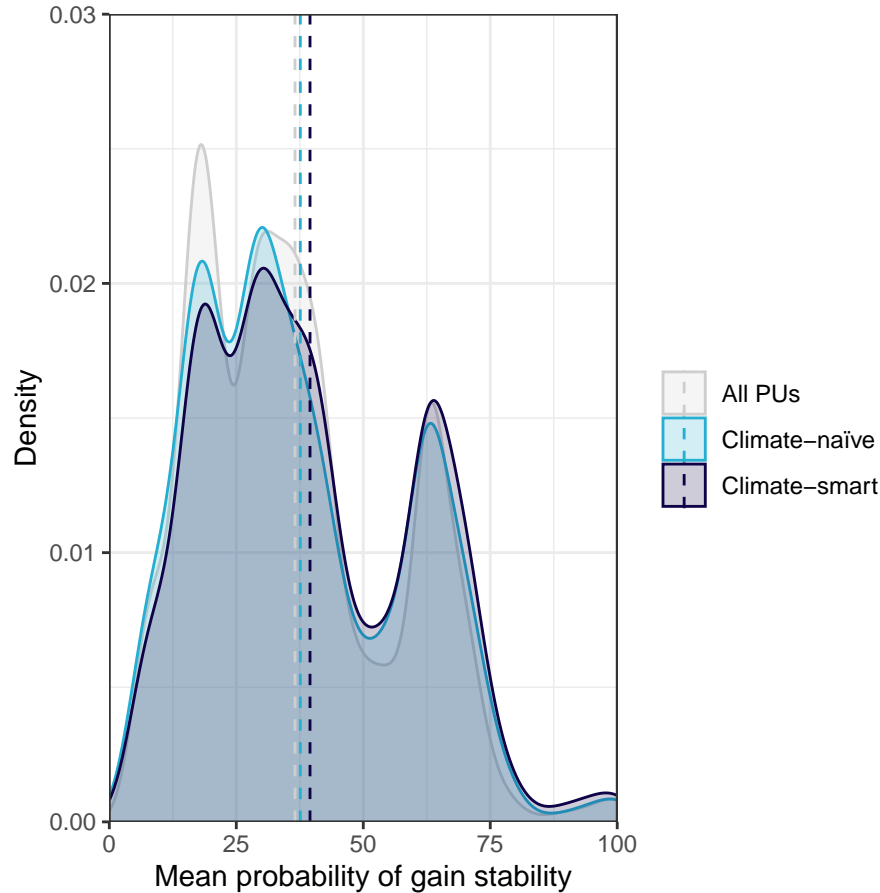 0.03
0.02
0.01
0.00
Density
0
25
50
75
100
Mean probability of gain stability
All PUs
Climate−naïve
Climate−smart